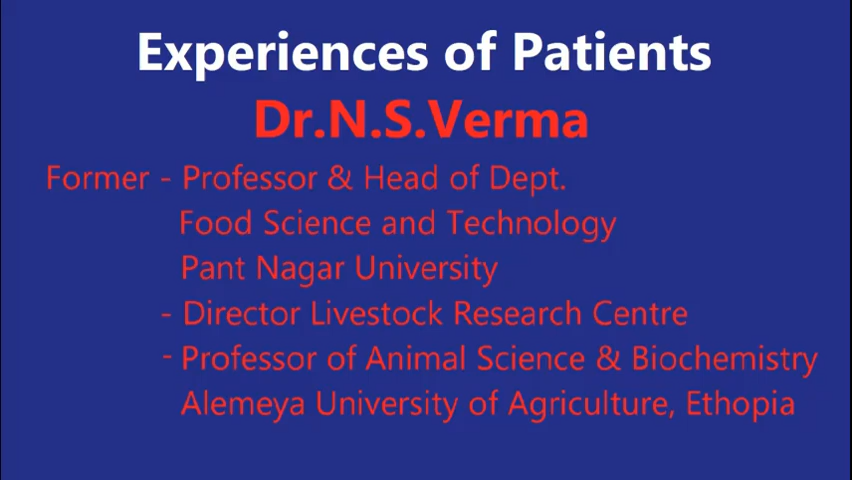 Experiences of Patients
Dr.N.S.Verma
Former - Professor & Head of Dept.
Food Science and Technology
Pant Nagar University
- Director Livestock Research Centre
- Professor of Animal Science & Biochemistry
Alemeya University of Agriculture, Ethopia